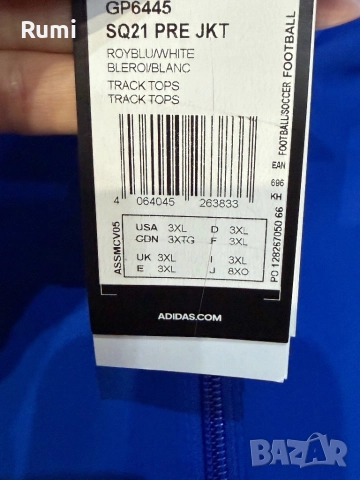 Rumi
GP6445
SQ21 PRE JKT
ROYBLU/WHITE
BLEROI/BLANC
TRACK TOPS
TRACK TOPS
FOOTBALL/SOCCER FOOTBALL
EAN
696
KH
4 064045 263833
ASSMCV05
USA 3XL D 3XL
CDN 3XTG F 3XL
UK 3XL I 3XL
E 3XL J 8XO
PO 128267050 66
ADIDAS.COM
BAZAR
bg